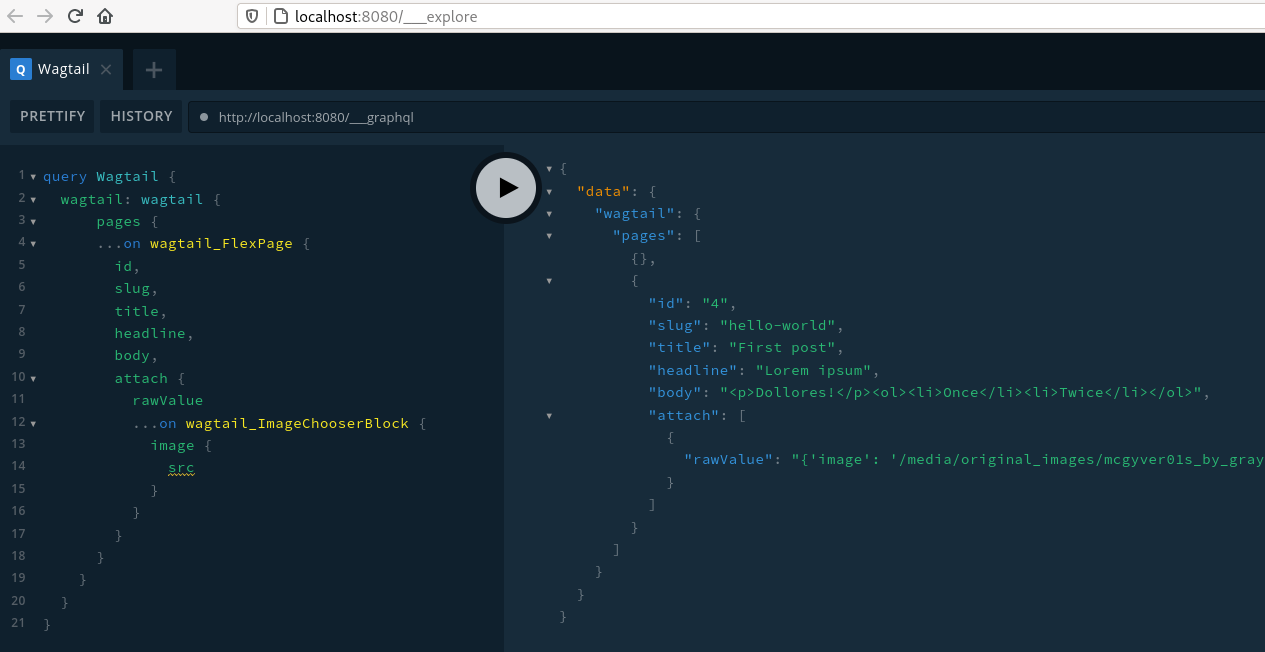 localhost:8080/___explore
Q Wagtail
PRETTIFY HISTORY http://localhost:8080/___graphql
1 query Wagtail {
2 wagtail: wagtail {
3 pages {
4 ...on wagtail_FlexPage {
5 id,
6 slug,
7 title,
8 headline,
9 body,
10 attach {
11 rawValue
12 ...on wagtail_ImageChooserBlock {
13 image {
14 src
15 }
16 }
17 }
18 }
19 }
20 }
21 }
{
"data": {
"wagtail": {
"pages": [
{},
{
"id": "4",
"slug": "hello-world",
"title": "First post",
"headline": "Lorem ipsum",
"body": "<p>Dollores!</p><ol><li>Once</li><li>Twice</li></ol>",
"attach": [
{
"rawValue": "{'image': '/media/original_images/mcgyver01s_by_gray
}
]
}
]
}
}
}